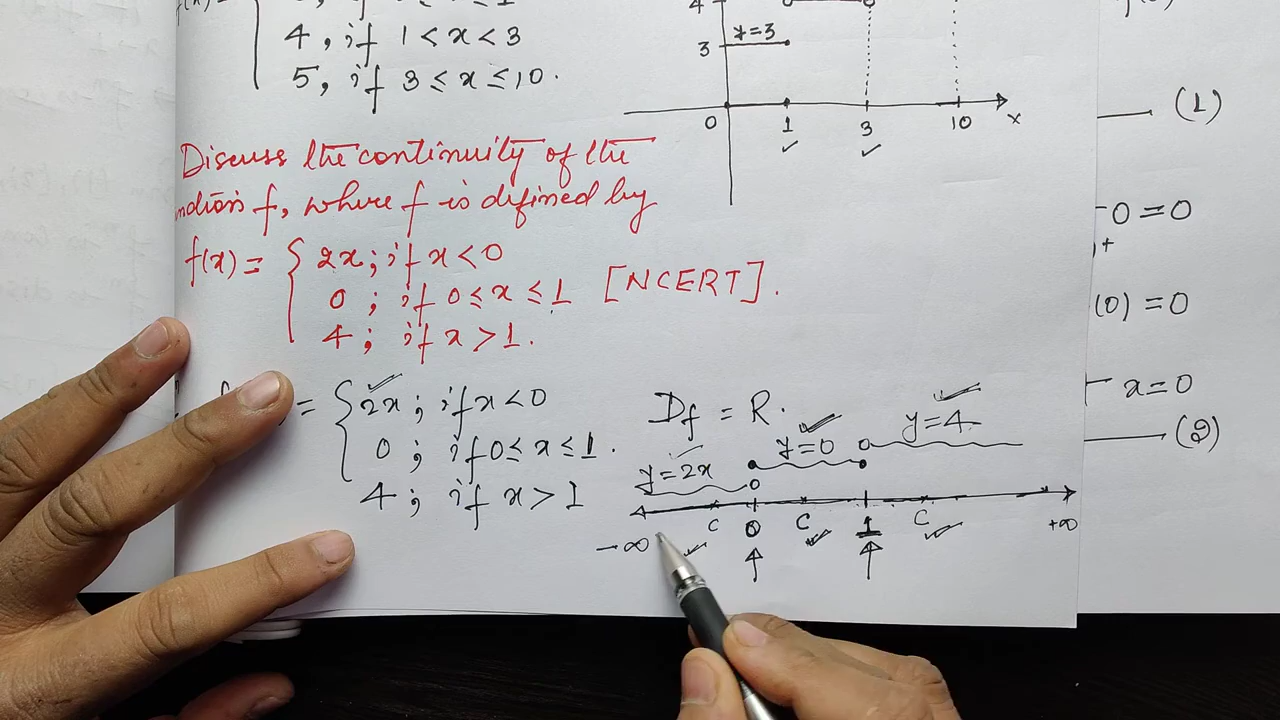 4, if 1 < x < 3
5, if 3 ≤ x ≤ 10.
4
3
y=3
0 1 3 10 x
Discuss the continuity of the
f, where f is difined by
f(x) = { 2x ; if x < 0
0 ; if 0 ≤ x ≤ 1 [NCERT].
4 ; if x > 1.
= { 2x ; if x < 0
0 ; if 0 ≤ x ≤ 1.
4 ; if x > 1
Df = R.
y=2x y=0 y=4
C 0 C 1 C
-∞ +∞
(1)
0 = 0
(0) = 0
x = 0
(2)